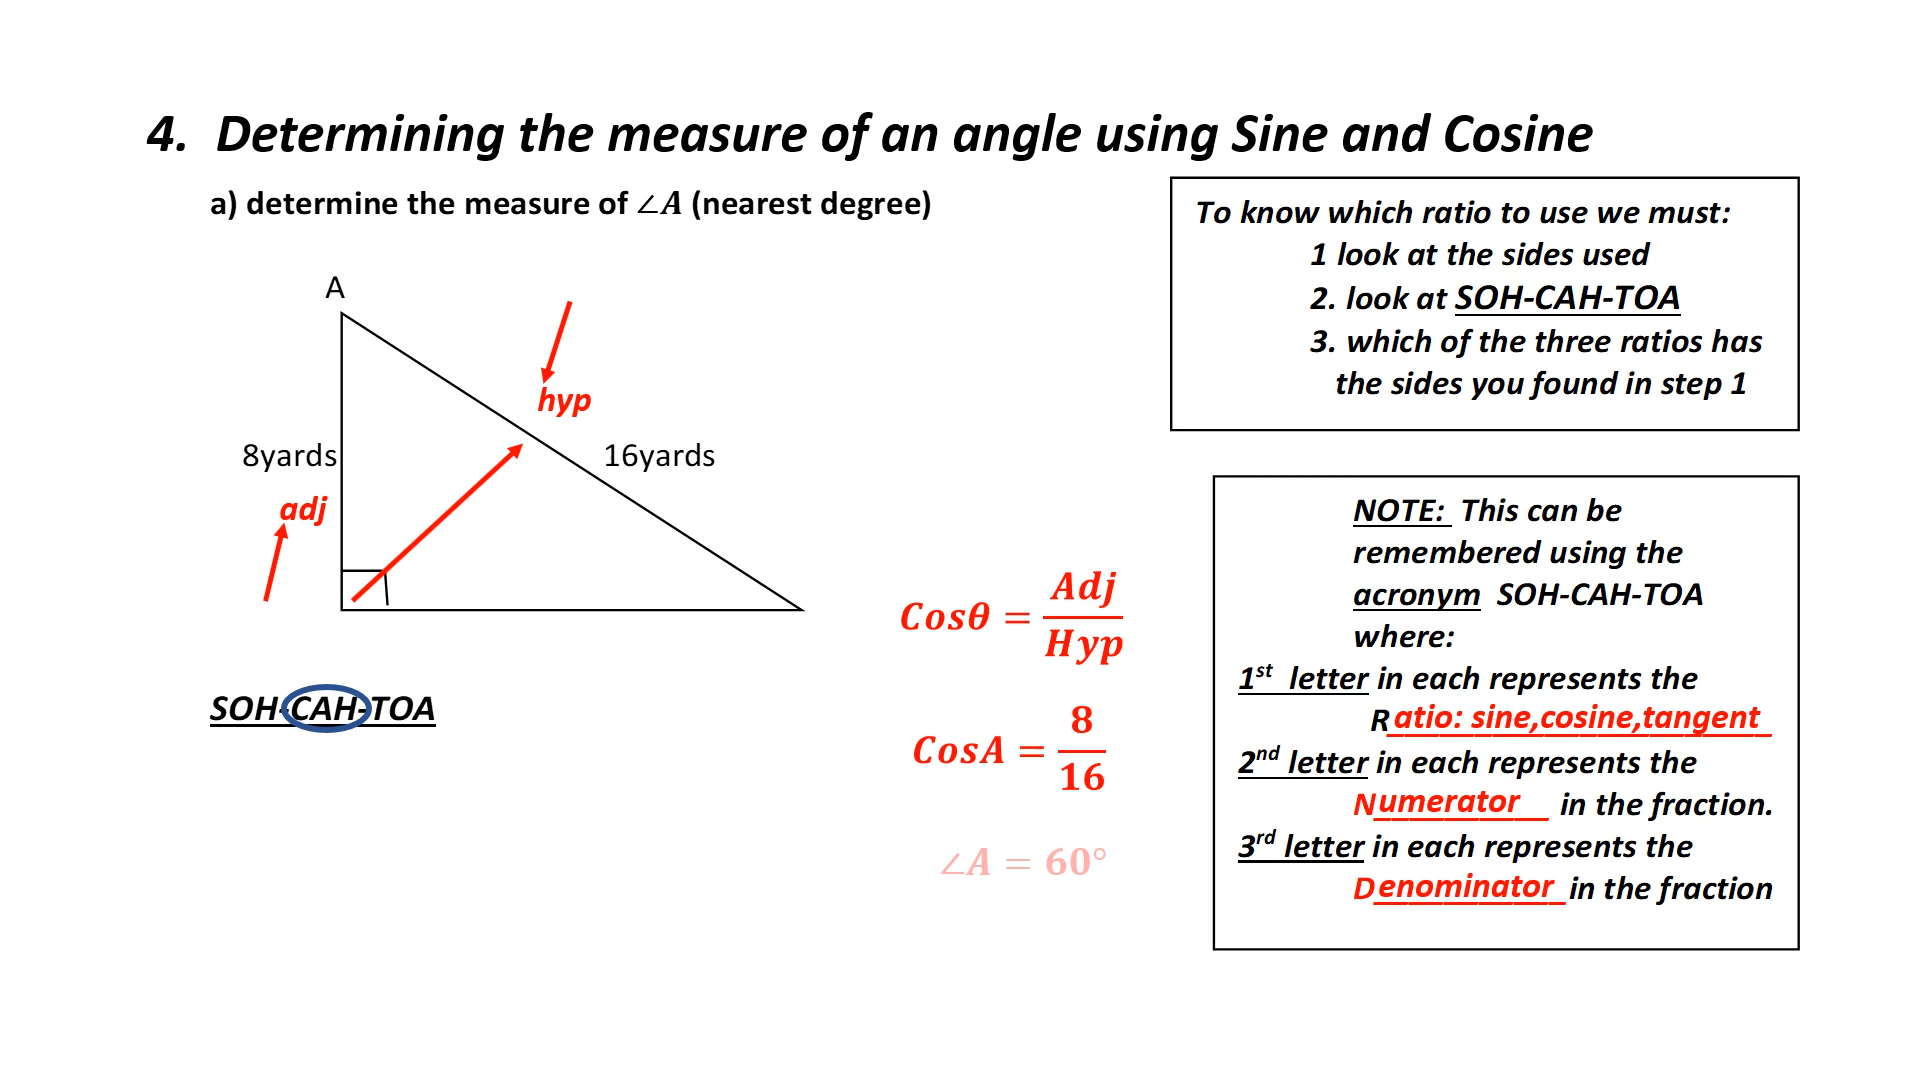 4. Determining the measure of an angle using Sine and Cosine
a) determine the measure of ∠A (nearest degree)
A
hyp
8yards
16yards
adj
SOH-CAH-TOA
Cosθ = Adj/Hyp
CosA = 8/16
∠A = 60°
To know which ratio to use we must:
1 look at the sides used
2. look at SOH-CAH-TOA
3. which of the three ratios has
the sides you found in step 1
NOTE: This can be
remembered using the
acronym SOH-CAH-TOA
where:
1st letter in each represents the
Ratio: sine,cosine,tangent
2nd letter in each represents the
Numerator in the fraction.
3rd letter in each represents the
Denominator in the fraction